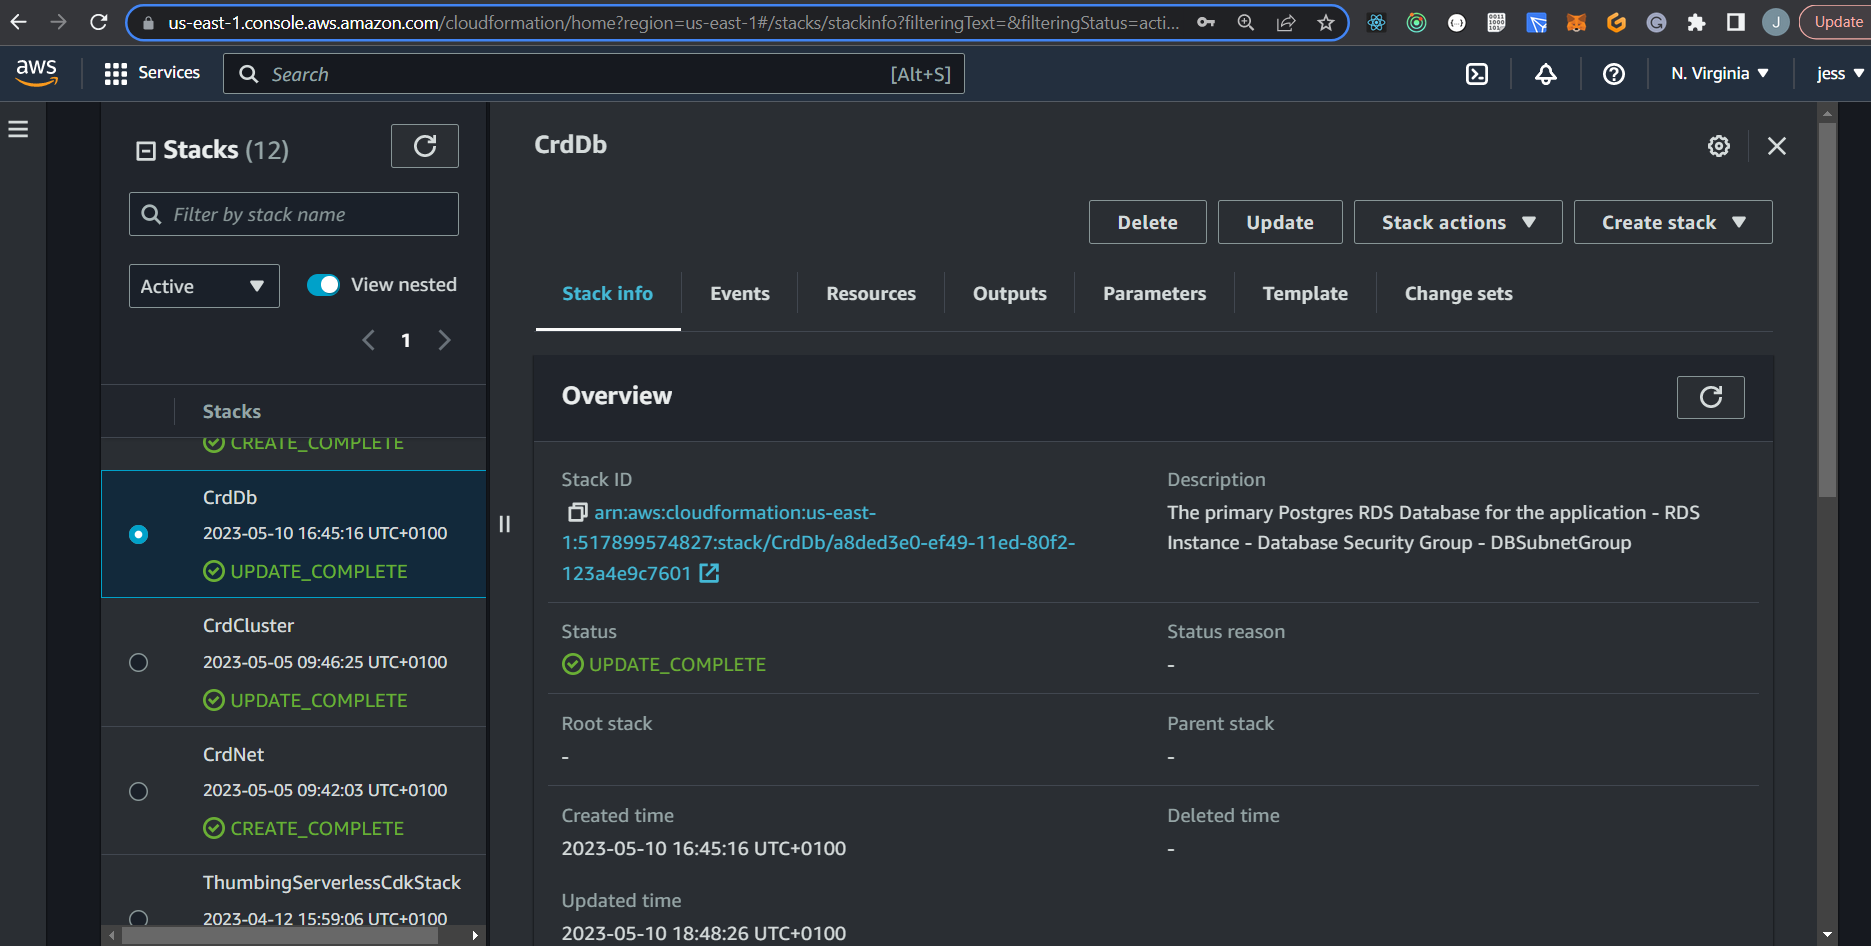 us-east-1.console.aws.amazon.com/cloudformation/home?region=us-east-1#/stacks/stackinfo?filteringText=&filteringStatus=acti...
J
Update
aws
Services
Search
[Alt+S]
N. Virginia
jess
Stacks (12)
Filter by stack name
Active
View nested
1
Stacks
CREATE_COMPLETE
CrdDb
2023-05-10 16:45:16 UTC+0100
UPDATE_COMPLETE
CrdCluster
2023-05-05 09:46:25 UTC+0100
UPDATE_COMPLETE
CrdNet
2023-05-05 09:42:03 UTC+0100
CREATE_COMPLETE
ThumbingServerlessCdkStack
2023-04-12 15:59:06 UTC+0100
CrdDb
Delete
Update
Stack actions
Create stack
Stack info
Events
Resources
Outputs
Parameters
Template
Change sets
Overview
Stack ID
arn:aws:cloudformation:us-east-
1:517899574827:stack/CrdDb/a8ded3e0-ef49-11ed-80f2-
123a4e9c7601
Description
The primary Postgres RDS Database for the application - RDS
Instance - Database Security Group - DBSubnetGroup
Status
UPDATE_COMPLETE
Status reason
-
Root stack
-
Parent stack
-
Created time
2023-05-10 16:45:16 UTC+0100
Deleted time
-
Updated time
2023-05-10 18:48:26 UTC+0100